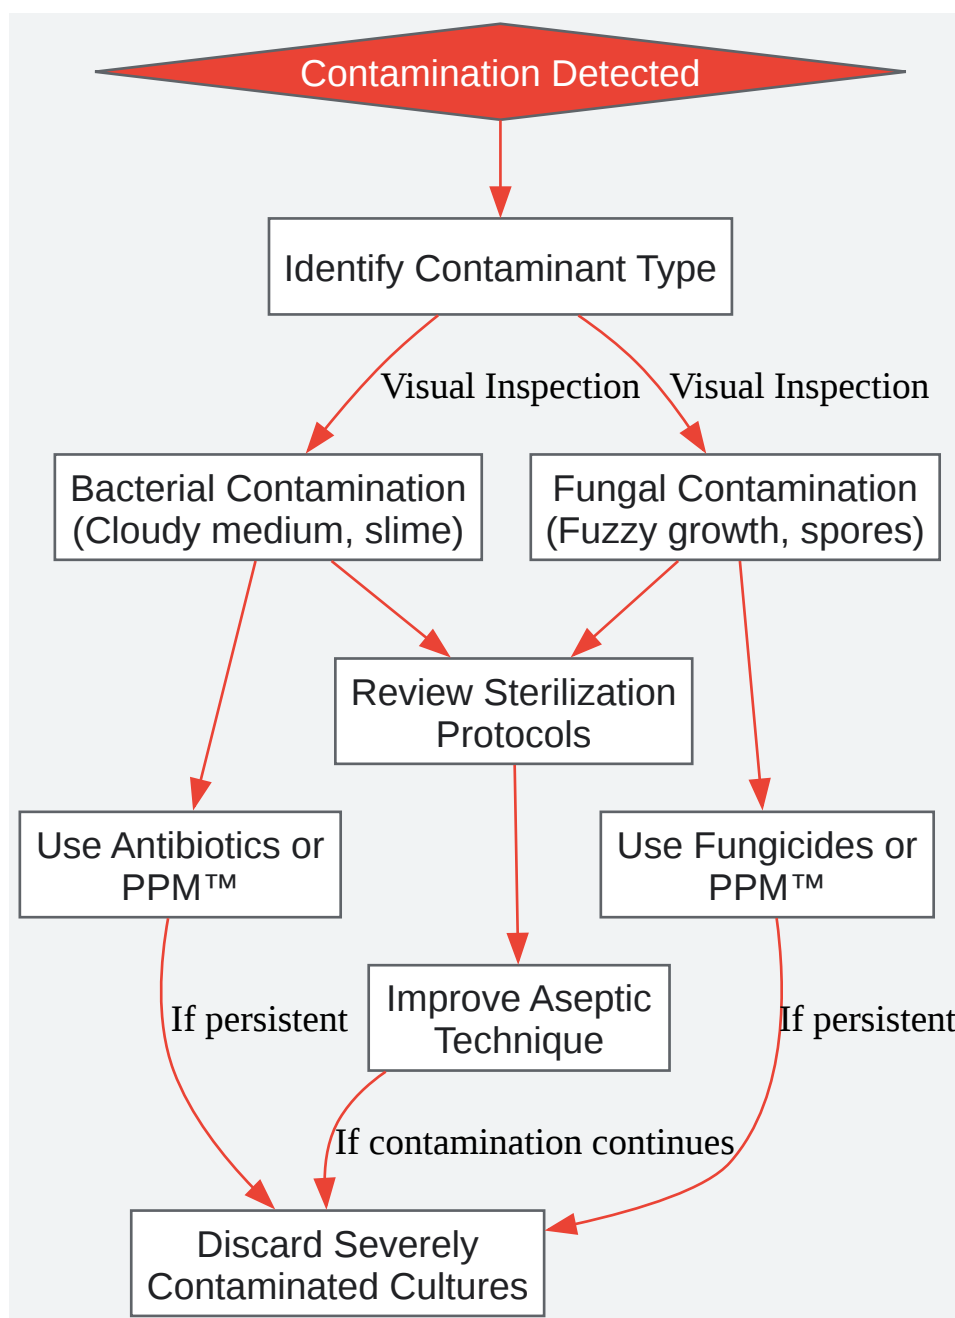 Contamination Detected
Identify Contaminant Type
Visual Inspection
Visual Inspection
Bacterial Contamination
(Cloudy medium, slime)
Fungal Contamination
(Fuzzy growth, spores)
Review Sterilization
Protocols
Use Antibiotics or
PPM™
Use Fungicides or
PPM™
Improve Aseptic
Technique
If persistent
If persistent
If contamination continues
Discard Severely
Contaminated Cultures